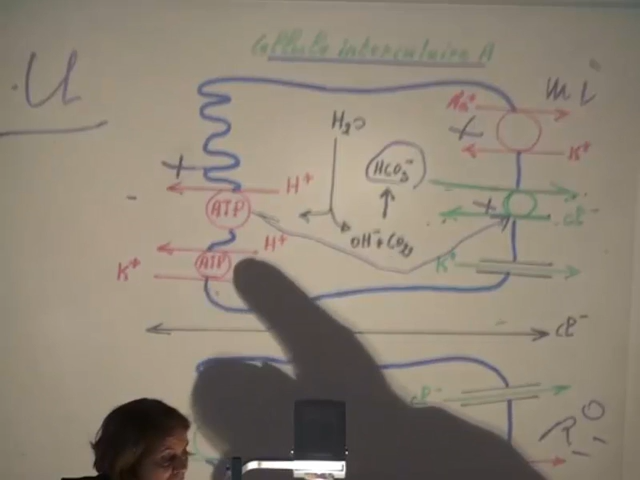 Cellule intercalaire A
.U
m i
Na⁺
K⁺
H₂O
HCO₃⁻
H⁺
ATP
OH⁻+CO₂
cl⁻
K⁺
H⁺
ATP
K⁺
cl⁻
cl⁻